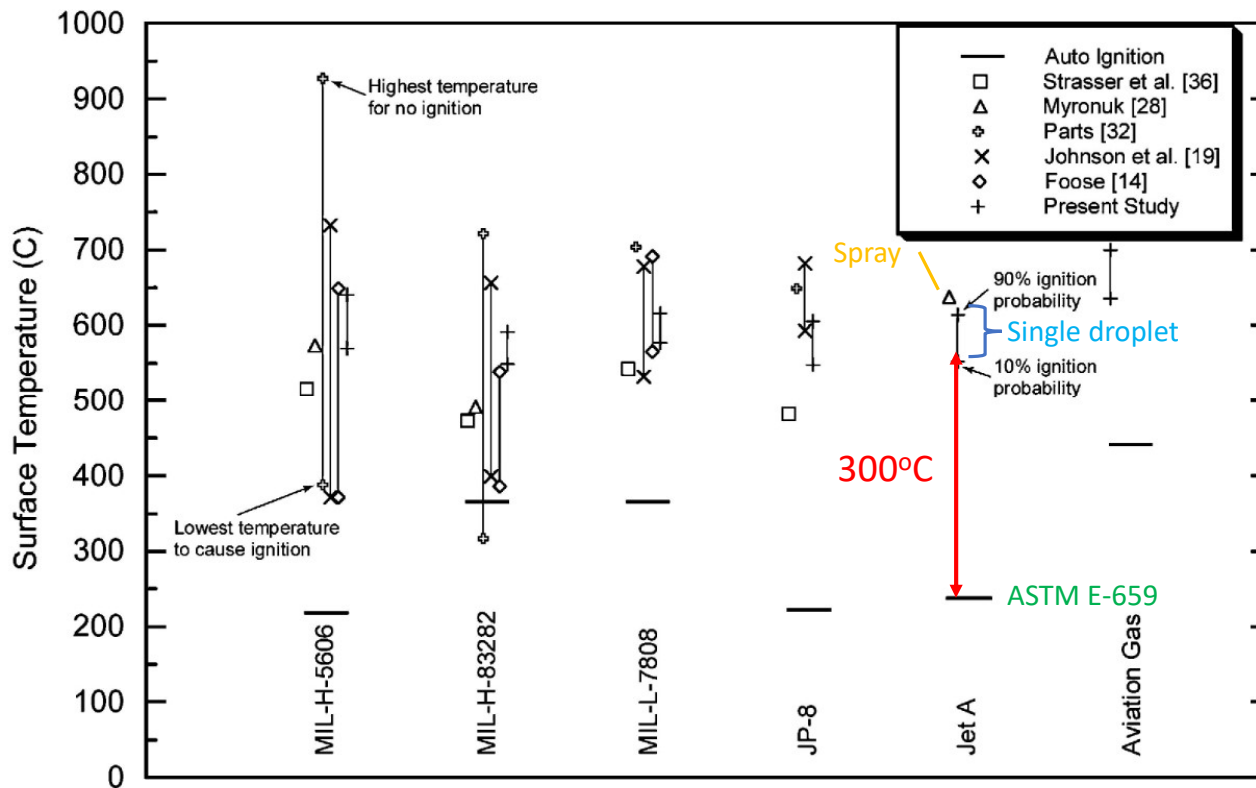 Surface Temperature (C)
1000
900
800
700
600
500
400
300
200
100
0
Auto Ignition
Strasser et al. [36]
Myronuk [28]
Parts [32]
Johnson et al. [19]
Foose [14]
Present Study
Highest temperature
for no ignition
Lowest temperature
to cause ignition
Spray
90% ignition
probability
Single droplet
10% ignition
probability
300°C
ASTM E-659
MIL-H-5606
MIL-H-83282
MIL-L-7808
JP-8
Jet A
Aviation Gas